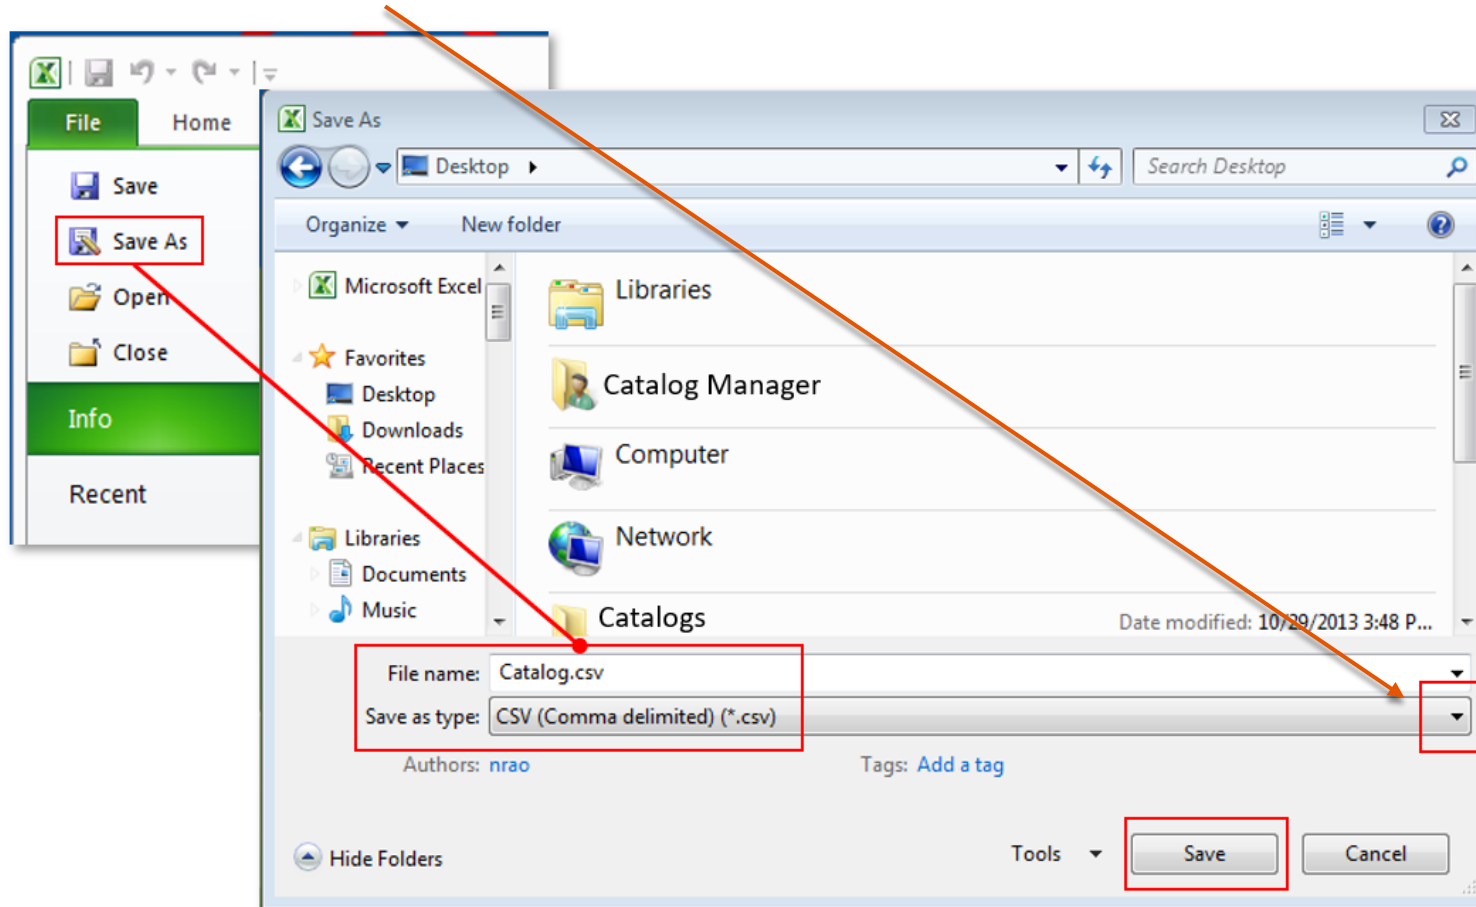 File Home
Save
Save As
Open
Close
Info
Recent
Save As
Desktop
Search Desktop
Organize New folder
Microsoft Excel
Favorites
Desktop
Downloads
Recent Places
Libraries
Documents
Music
Libraries
Catalog Manager
Computer
Network
Catalogs Date modified: 10/29/2013 3:48 P...
File name: Catalog.csv
Save as type: CSV (Comma delimited) (*.csv)
Authors: nrao Tags: Add a tag
Hide Folders Tools Save Cancel